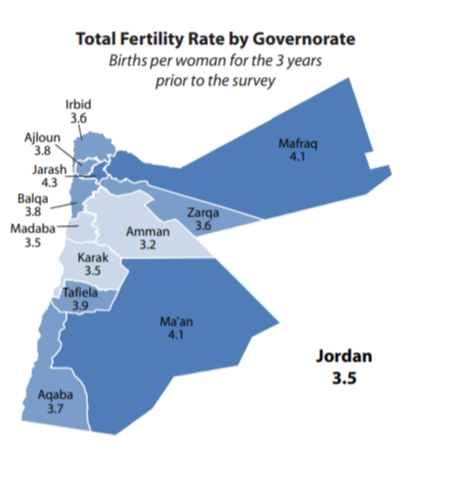 Total Fertility Rate by Governorate
Births per woman for the 3 years
prior to the survey
Irbid
3.6
Ajloun
3.8
Jarash
4.3
Balqa
3.8
Madaba
3.5
Mafraq
4.1
Zarqa
3.6
Amman
3.2
Karak
3.5
Tafiela
3.9
Ma'an
4.1
Aqaba
3.7
Jordan
3.5